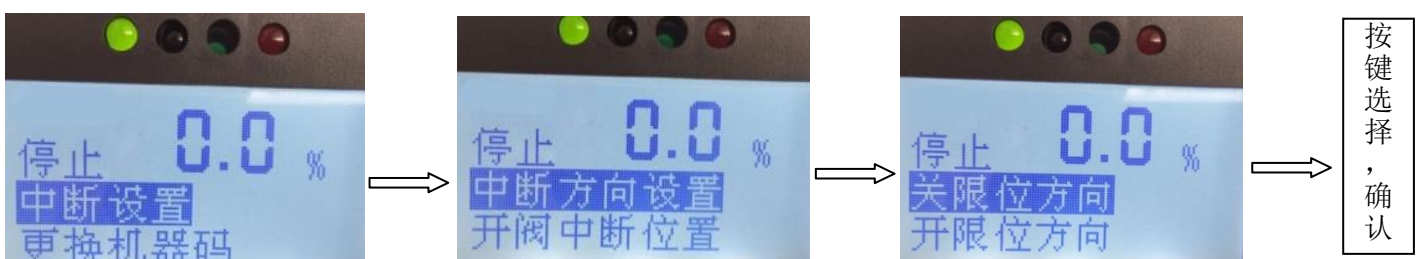 停止 0.0 %
中断设置
更换机器码
停止 0.0 %
中断方向设置
开阀中断位置
停止 0.0 %
关限位方向
开限位方向
按键选择，确认